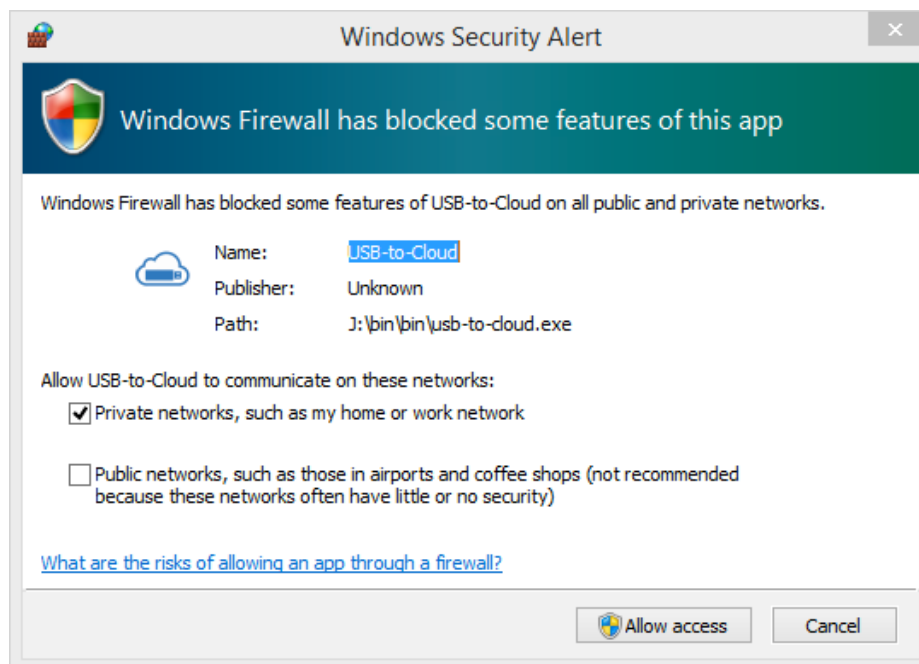 Windows Security Alert
Windows Firewall has blocked some features of this app
Windows Firewall has blocked some features of USB-to-Cloud on all public and private networks.
Name: USB-to-Cloud
Publisher: Unknown
Path: J:\bin\bin\usb-to-cloud.exe
Allow USB-to-Cloud to communicate on these networks:
Private networks, such as my home or work network
Public networks, such as those in airports and coffee shops (not recommended
because these networks often have little or no security)
What are the risks of allowing an app through a firewall?
Allow access Cancel